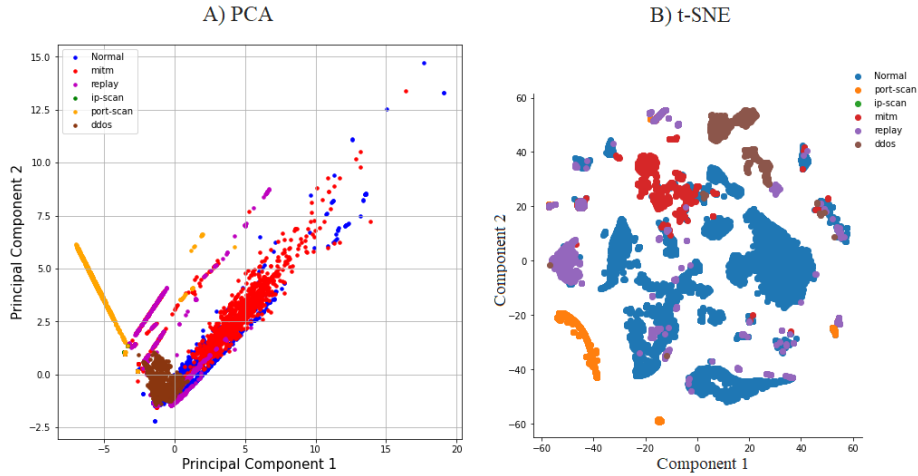 A) PCA
B) t-SNE
15.0
12.5
10.0
7.5
5.0
2.5
0.0
−2.5
Principal Component 2
Normal
mitm
replay
ip-scan
port-scan
ddos
−5
0
5
10
15
20
Principal Component 1
60
40
20
0
−20
−40
−60
Component 2
Normal
port-scan
ip-scan
mitm
replay
ddos
−60
−40
−20
0
20
40
60
Component 1